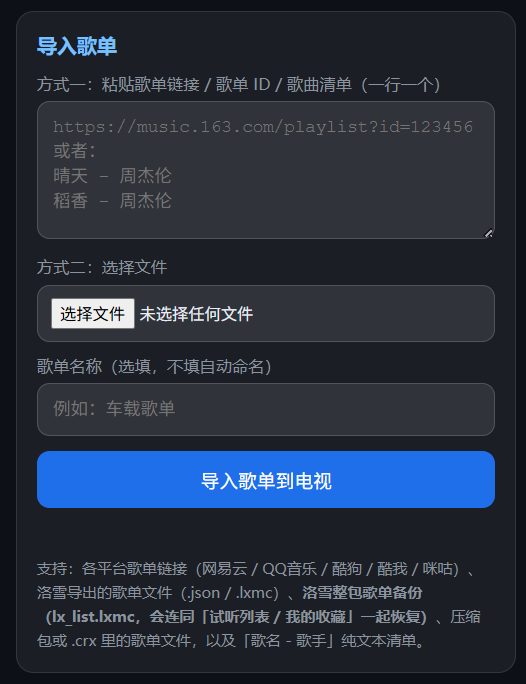 导入歌单
方式一：粘贴歌单链接 / 歌单 ID / 歌曲清单（一行一个）
https://music.163.com/playlist?id=123456
或者：
晴天 - 周杰伦
稻香 - 周杰伦
方式二：选择文件
选择文件 未选择任何文件
歌单名称（选填，不填自动命名）
例如：车载歌单
导入歌单到电视
支持：各平台歌单链接（网易云 / QQ音乐 / 酷狗 / 酷我 / 咪咕）、
洛雪导出的歌单文件（.json / .lxmc）、洛雪整包歌单备份
（lx_list.lxmc，会连同「试听列表 / 我的收藏」一起恢复）、压缩
包或 .crx 里的歌单文件，以及「歌名 - 歌手」纯文本清单。